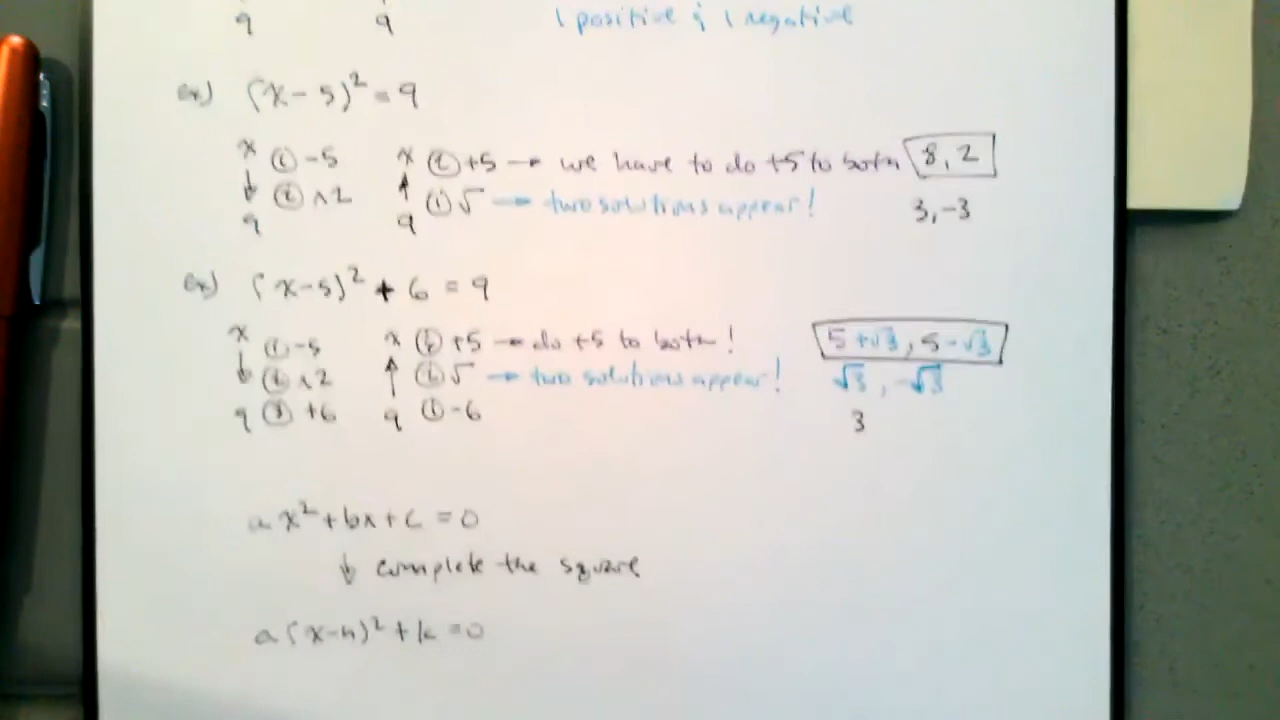 9 9 1 positive & 1 negative
ex) (x-5)² = 9
x ① -5 x ② +5 → we have to do +5 to both 8, 2
↓ ② ^2 ↑ ① √ → two solutions appear! 3, -3
9 9
ex) (x-5)² + 6 = 9
x ① -5 x +5 → do +5 to both! 5+√3, 5-√3
↓ ② ^2 ↑ √ → two solutions appear! √3, -√3
9 ③ +6 9 ① -6 3
ax²+bx+c=0
↓ complete the square
a(x-h)²+k=0